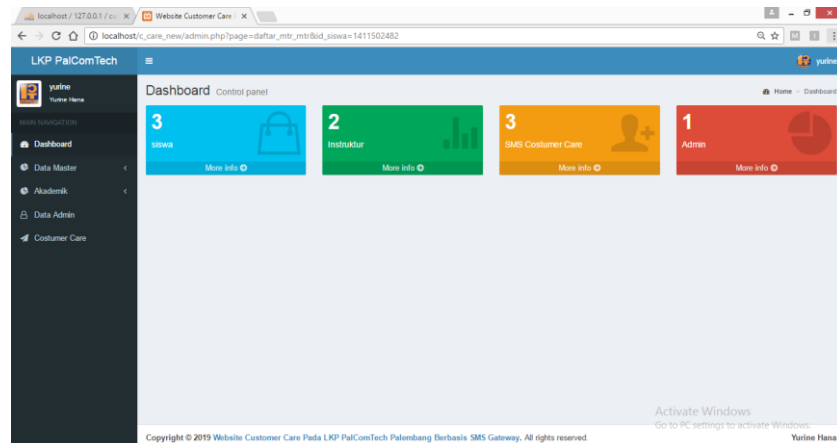 localhost / 127.0.0.1 / cu
Website Customer Care
localhost/c_care_new/admin.php?page=daftar_mtr_mtr&id_siswa=1411502482
LKP PalComTech
yurine
yurine
Yurine Hana
MAIN NAVIGATION
Dashboard
Data Master
Akademik
Data Admin
Costumer Care
Dashboard Control panel
Home Dashboard
3
siswa
More info
2
Instruktur
More info
3
SMS Costumer Care
More info
1
Admin
More info
Activate Windows
Go to PC settings to activate Windows.
Copyright © 2019 Website Customer Care Pada LKP PalComTech Palembang Berbasis SMS Gateway. All rights reserved.
Yurine Hana